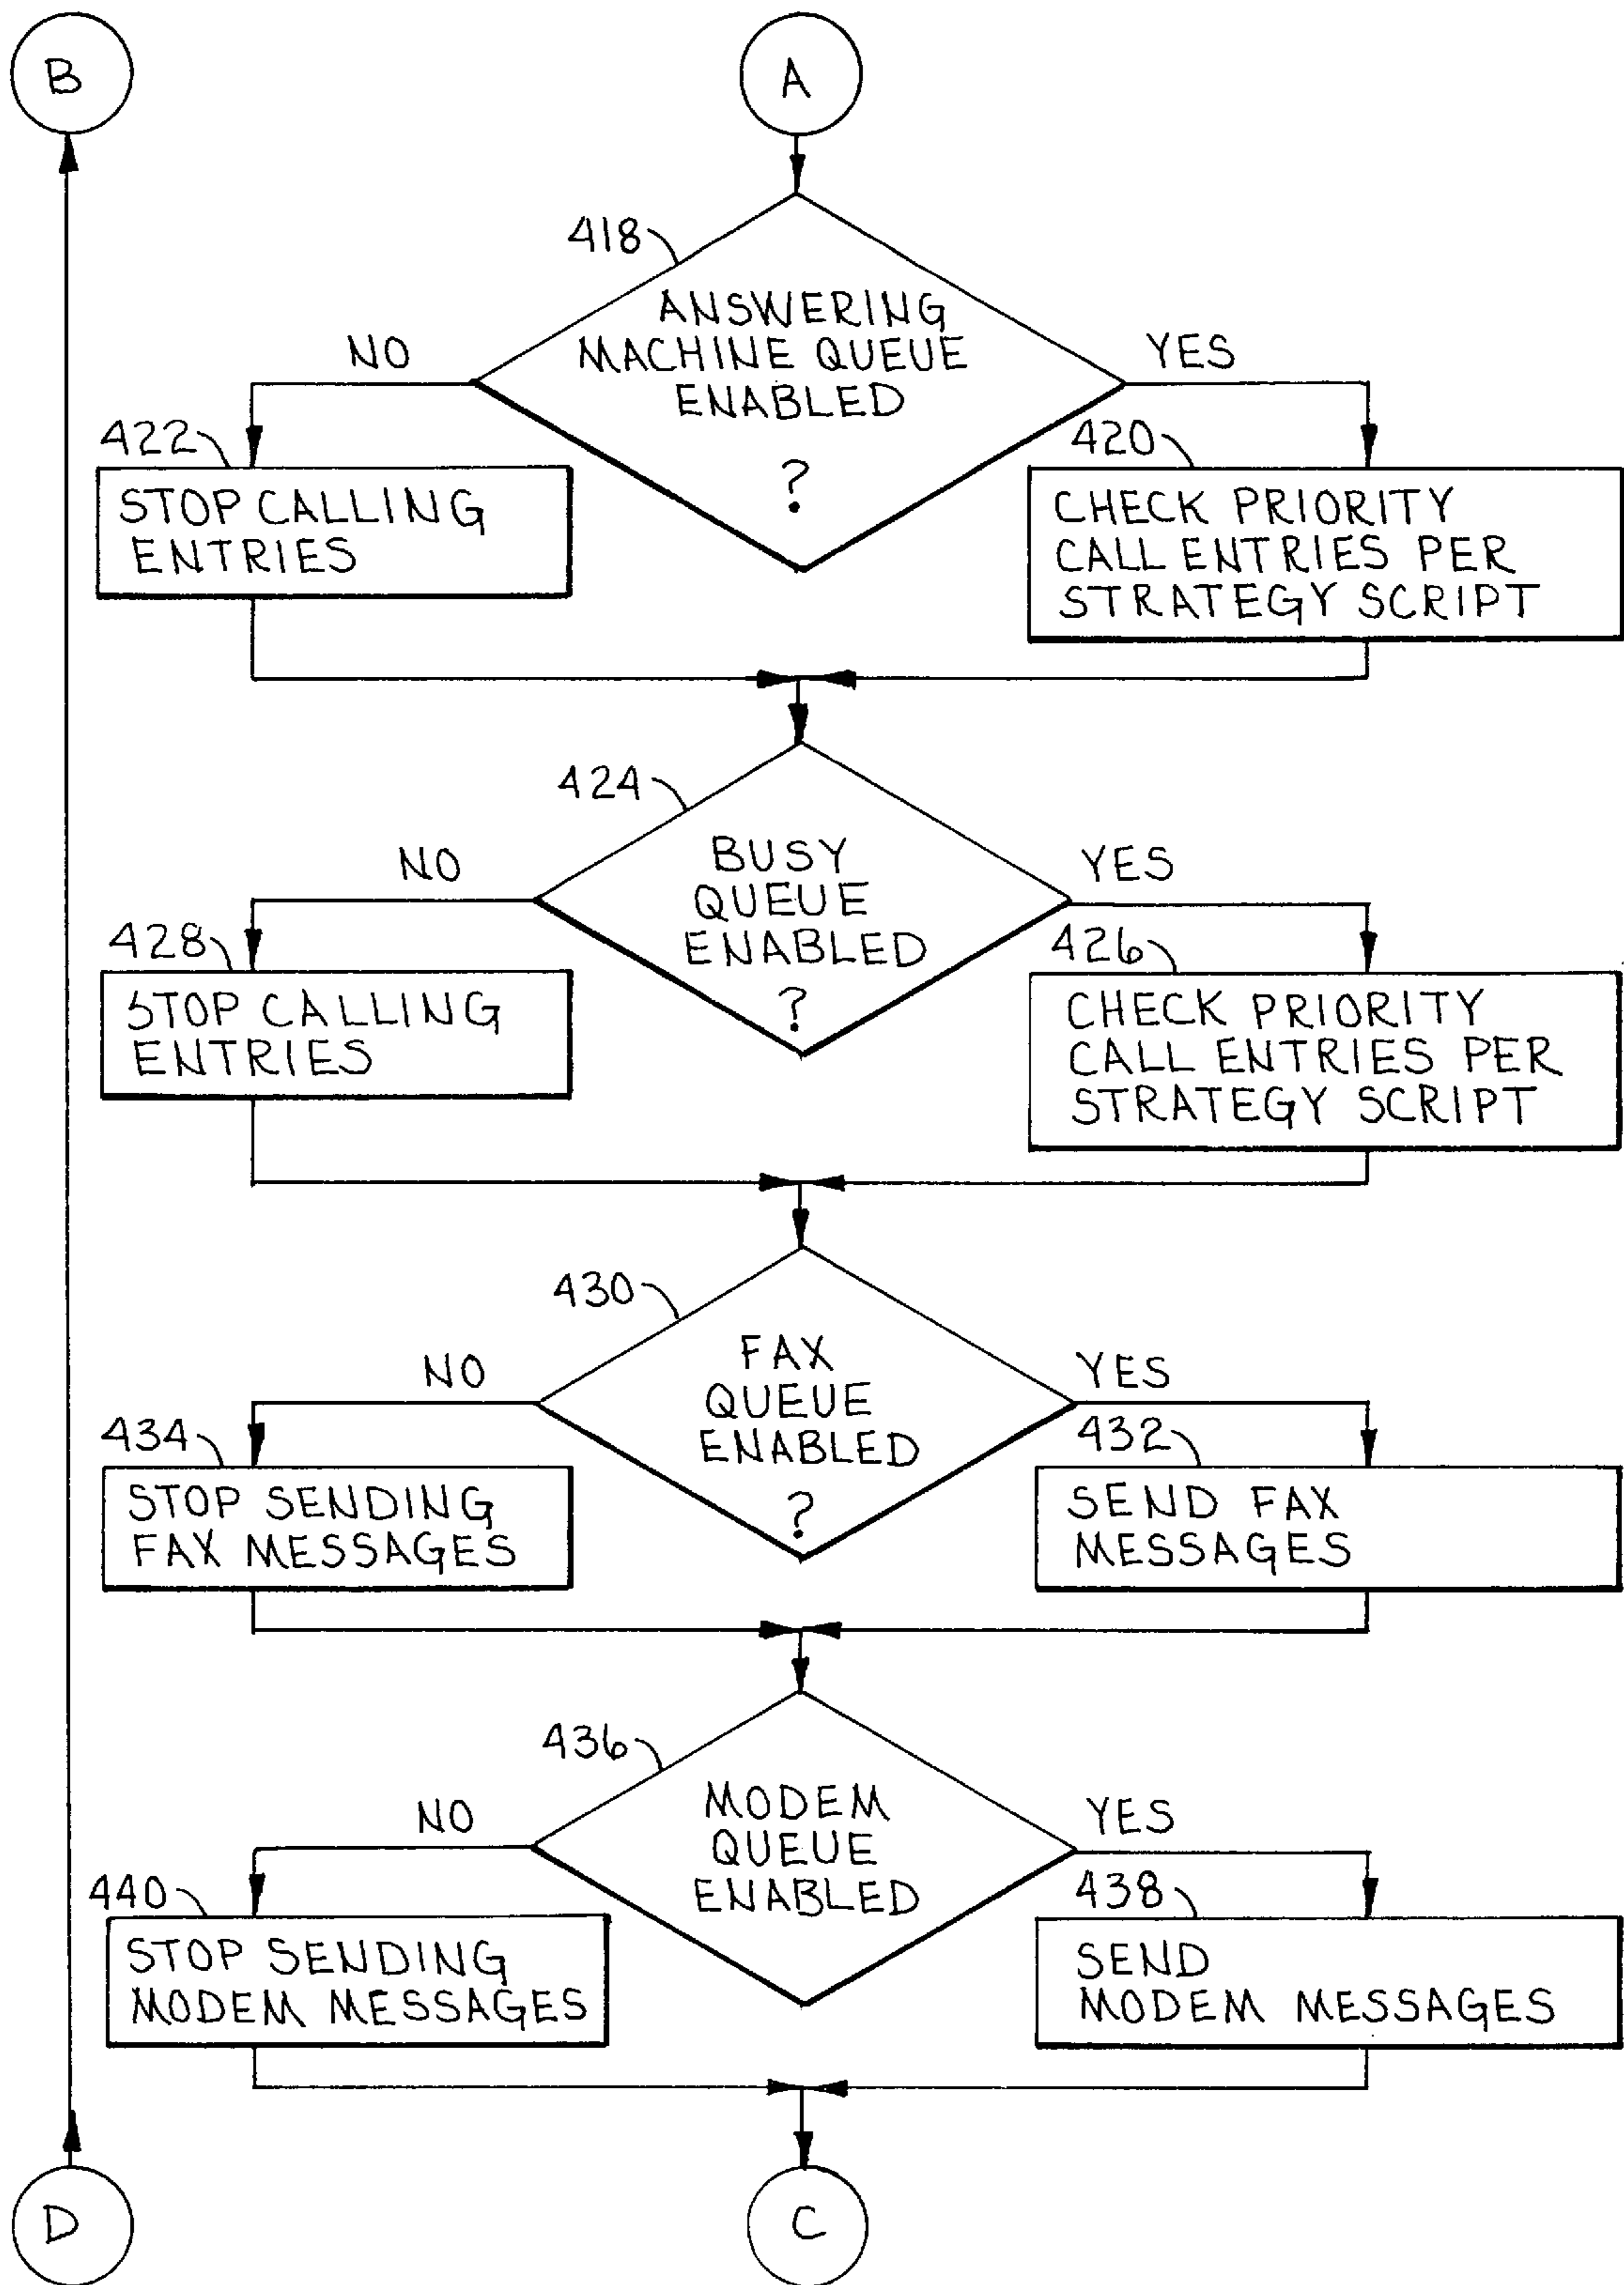 B
A
418
ANSWERING
MACHINE QUEUE
ENABLED
?
NO
YES
422
STOP CALLING
ENTRIES
420
CHECK PRIORITY
CALL ENTRIES PER
STRATEGY SCRIPT
424
BUSY
QUEUE
ENABLED
?
NO
YES
428
STOP CALLING
ENTRIES
426
CHECK PRIORITY
CALL ENTRIES PER
STRATEGY SCRIPT
430
FAX
QUEUE
ENABLED
?
NO
YES
434
STOP SENDING
FAX MESSAGES
432
SEND FAX
MESSAGES
436
MODEM
QUEUE
ENABLED
NO
YES
440
STOP SENDING
MODEM MESSAGES
438
SEND
MODEM MESSAGES
D
C